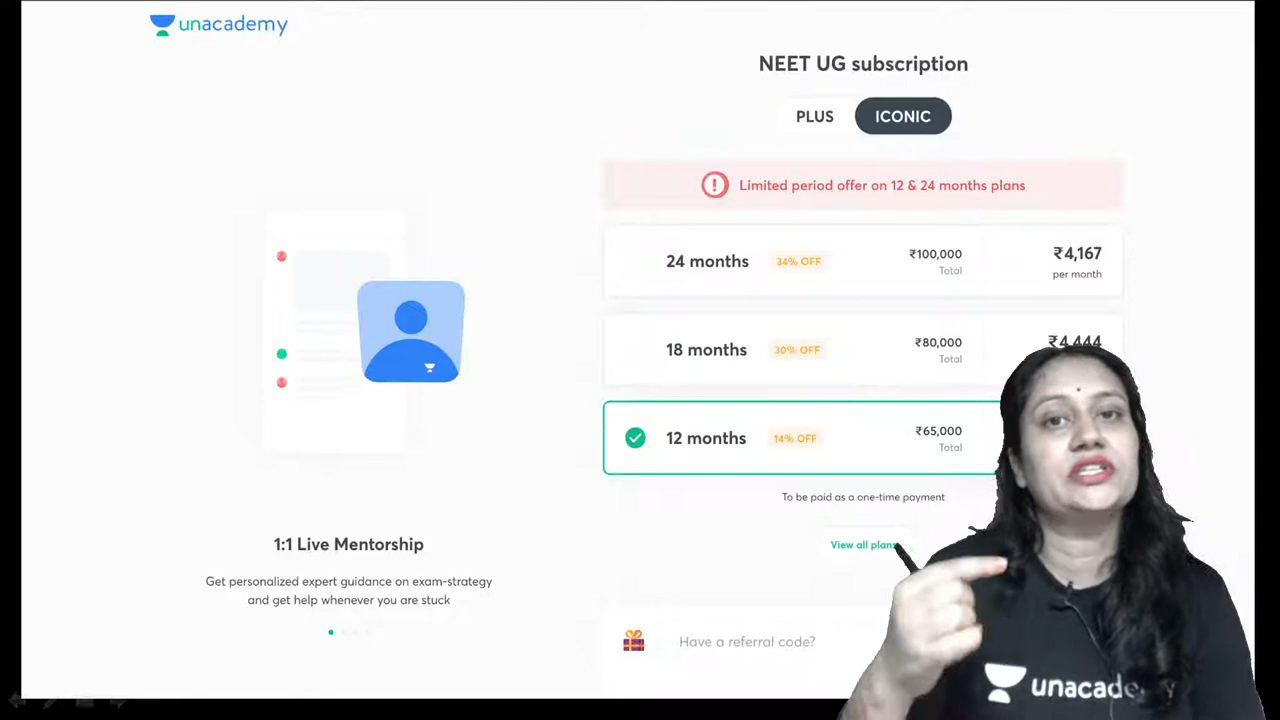 unacademy
NEET UG subscription
PLUS
ICONIC
Limited period offer on 12 & 24 months plans
24 months
34% OFF
₹100,000
Total
₹4,167
per month
18 months
30% OFF
₹80,000
Total
₹4,444
12 months
14% OFF
₹65,000
Total
To be paid as a one-time payment
View all plans
1:1 Live Mentorship
Get personalized expert guidance on exam-strategy
and get help whenever you are stuck
Have a referral code?
unacademy